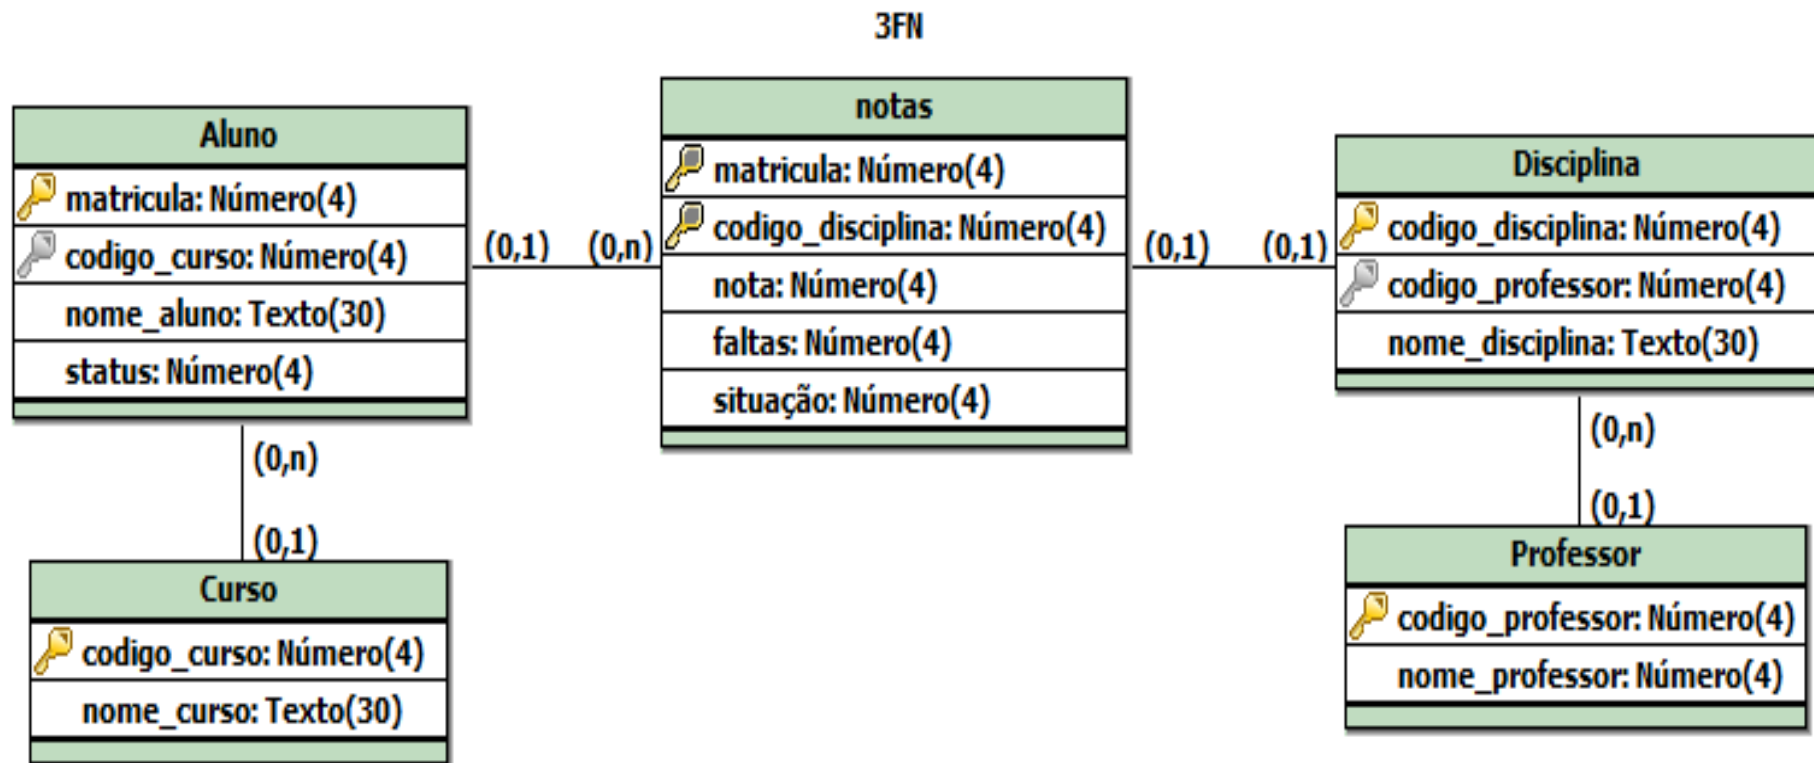 3FN
Aluno
matricula: Número(4)
codigo_curso: Número(4)
nome_aluno: Texto(30)
status: Número(4)
(0,1)
(0,n)
notas
matricula: Número(4)
codigo_disciplina: Número(4)
nota: Número(4)
faltas: Número(4)
situação: Número(4)
(0,1)
(0,1)
Disciplina
codigo_disciplina: Número(4)
codigo_professor: Número(4)
nome_disciplina: Texto(30)
(0,n)
(0,1)
Curso
codigo_curso: Número(4)
nome_curso: Texto(30)
(0,n)
(0,1)
Professor
codigo_professor: Número(4)
nome_professor: Número(4)